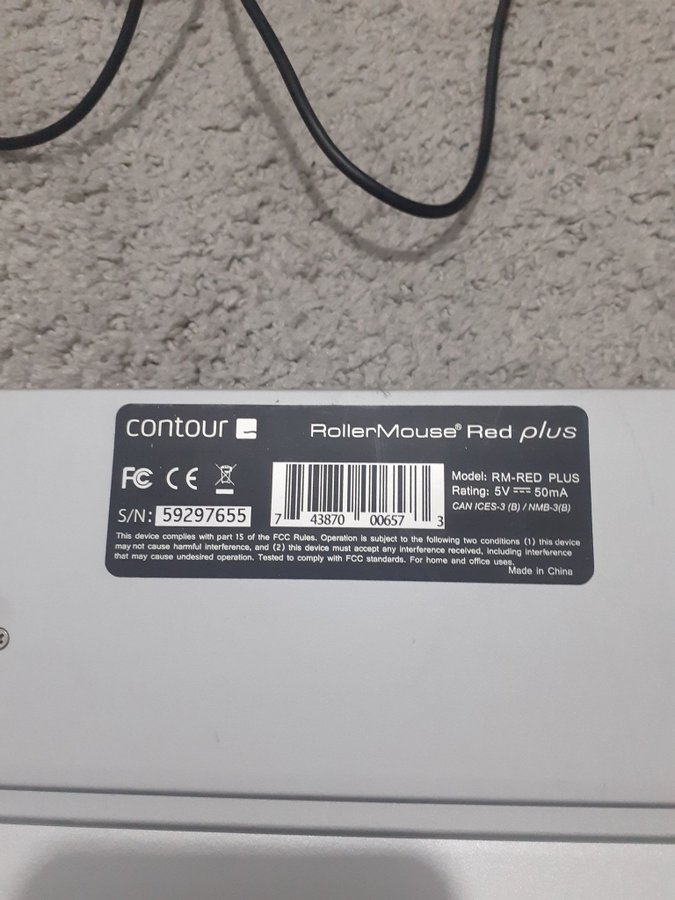 contour
RollerMouse® Red plus
FC CE
Model: RM-RED PLUS
Rating: 5V ⎓ 50mA
CAN ICES-3 (B) / NMB-3(B)
S/N: 59297655
7 43870 00657 3
This device complies with part 15 of the FCC Rules. Operation is subject to the following two conditions (1) this device
may not cause harmful interference, and (2) this device must accept any interference received, including interference
that may cause undesired operation. Tested to comply with FCC standards. For home and office uses.
Made in China